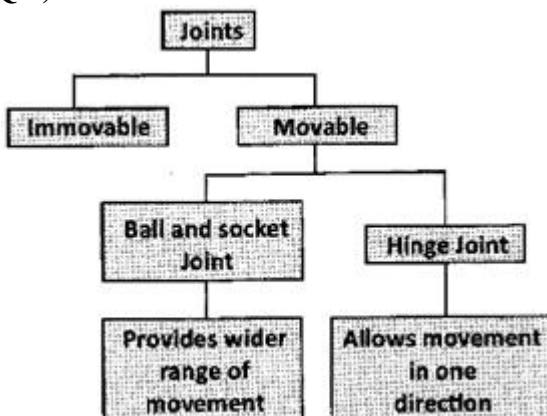 Joints
Immovable
Movable
Ball and socket
Joint
Hinge Joint
Provides wider
range of
movement
Allows movement
in one
direction